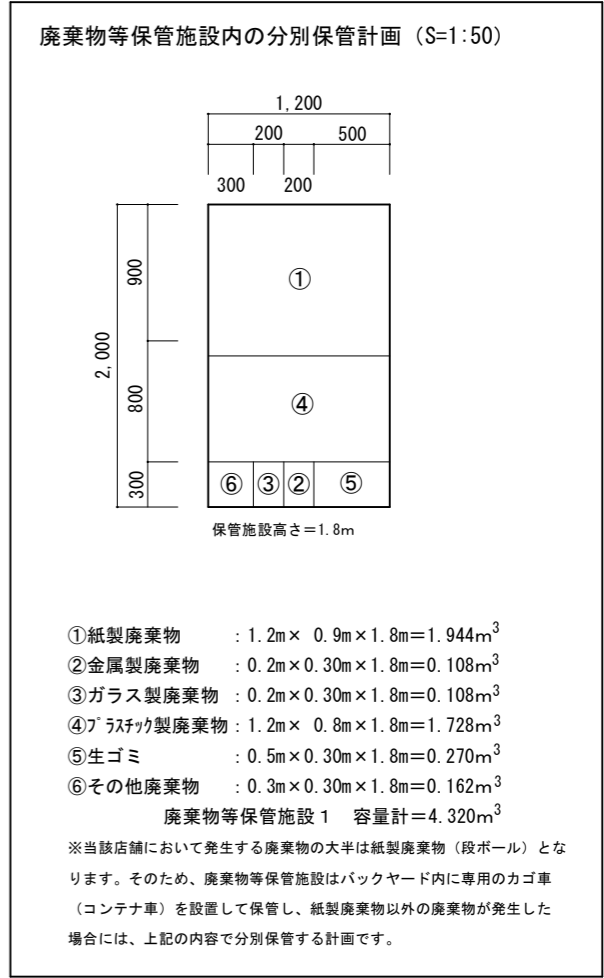 廃棄物等保管施設内の分別保管計画（S=1:50）
1,200
200 500
300 200
900
①
2,000
800
④
300
⑥ ③ ② ⑤
保管施設高さ＝1.8m
①紙製廃棄物 : 1.2m× 0.9m×1.8m＝1.944m³
②金属製廃棄物 : 0.2m×0.30m×1.8m＝0.108m³
③ガラス製廃棄物 : 0.2m×0.30m×1.8m＝0.108m³
④ﾌﾟﾗｽﾁｯｸ製廃棄物 : 1.2m× 0.8m×1.8m＝1.728m³
⑤生ゴミ : 0.5m×0.30m×1.8m＝0.270m³
⑥その他廃棄物 : 0.3m×0.30m×1.8m＝0.162m³
廃棄物等保管施設１ 容量計＝4.320m³
※当該店舗において発生する廃棄物の大半は紙製廃棄物（段ボール）とな
ります。そのため、廃棄物等保管施設はバックヤード内に専用のカゴ車
（コンテナ車）を設置して保管し、紙製廃棄物以外の廃棄物が発生した
場合には、上記の内容で分別保管する計画です。